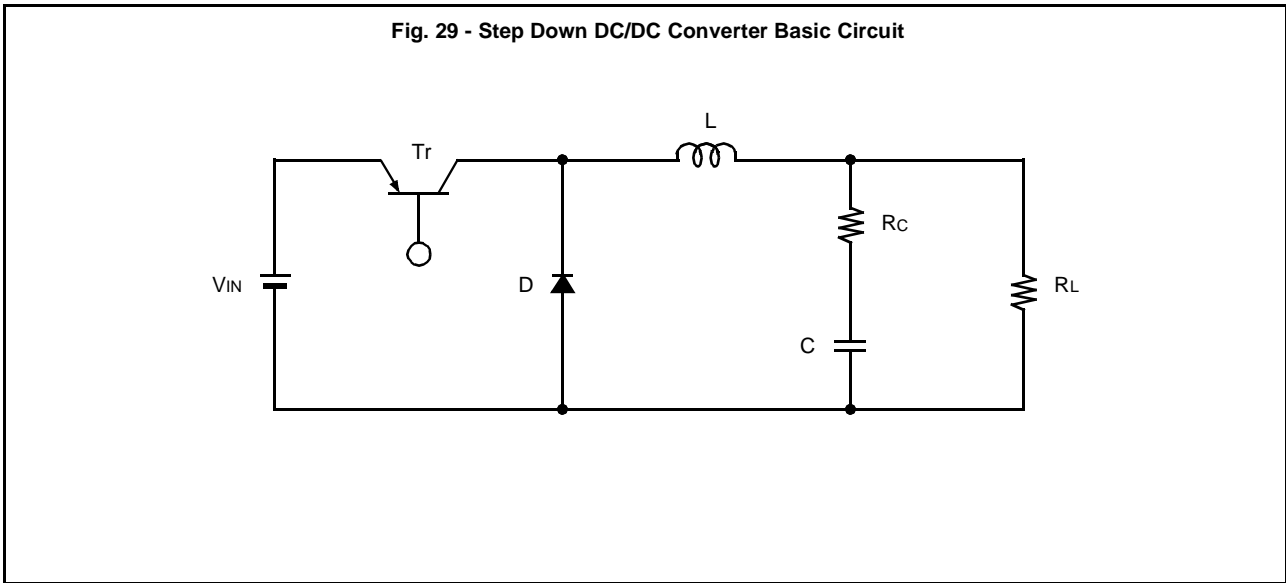 Fig. 29 - Step Down DC/DC Converter Basic Circuit
L
Tr
RC
VIN
D
RL
C